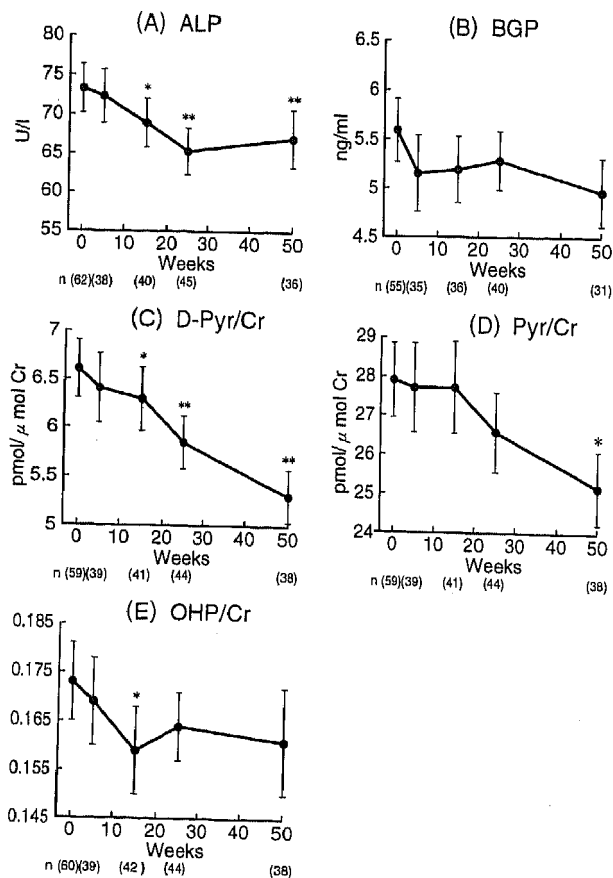 (A) ALP
80
75
70
65
60
55
U/l
* ** **
0 10 20 30 40 50
Weeks
n (62)(38) (40) (45) (36)
(B) BGP
6
5.5
5
4.5
ng/ml
0 10 20 30 40 50
Weeks
n (55)(35) (36) (40) (31)
(C) D-Pyr/Cr
7
6.5
6
5.5
5
pmol/μ mol Cr
* ** **
0 10 20 30 40 50
Weeks
n (59)(39) (41) (44) (38)
(D) Pyr/Cr
29
28
27
26
25
24
pmol/μ mol Cr
*
0 10 20 30 40 50
Weeks
n (59)(39) (41) (44) (38)
(E) OHP/Cr
0.185
0.175
0.165
0.155
0.145
*
0 10 20 30 40 50
Weeks
n (60)(39) (42) (44) (38)